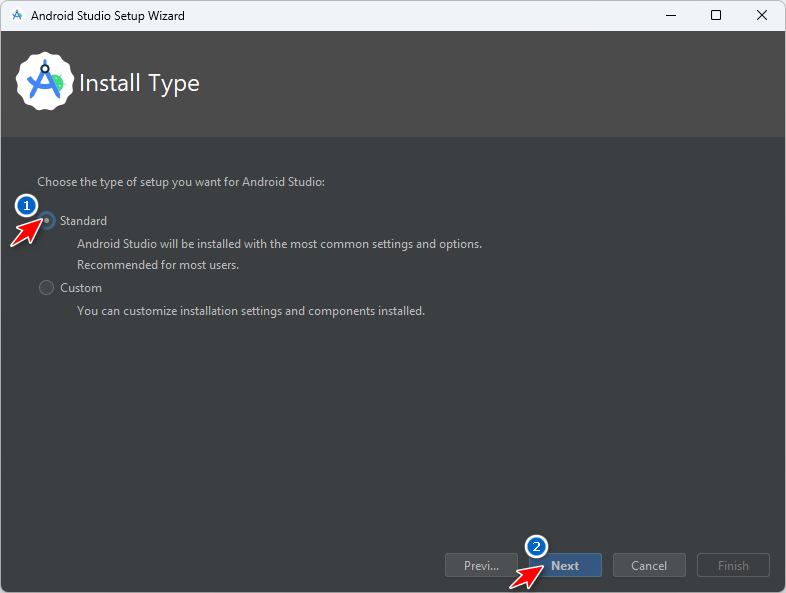 Android Studio Setup Wizard
Install Type
Choose the type of setup you want for Android Studio:
1
Standard
Android Studio will be installed with the most common settings and options.
Recommended for most users.
Custom
You can customize installation settings and components installed.
2
Previ... Next Cancel Finish